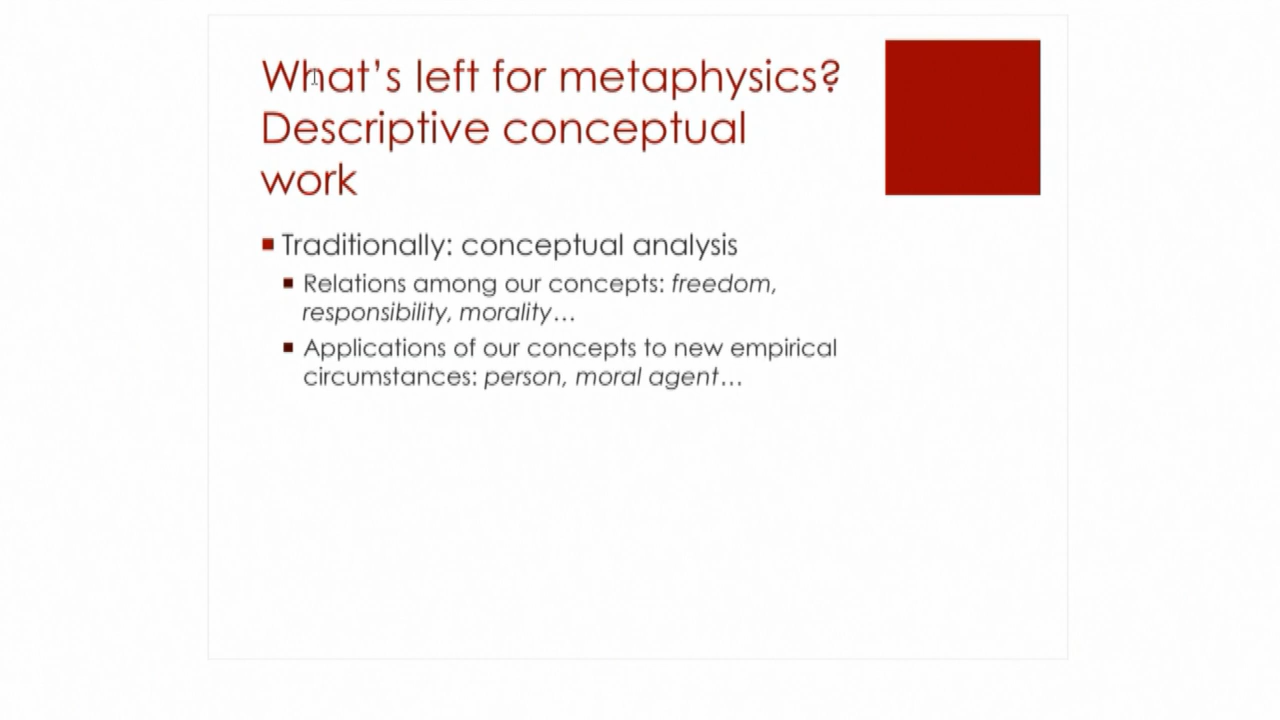 What’s left for metaphysics?
Descriptive conceptual
work
Traditionally: conceptual analysis
Relations among our concepts: freedom,
responsibility, morality…
Applications of our concepts to new empirical
circumstances: person, moral agent…